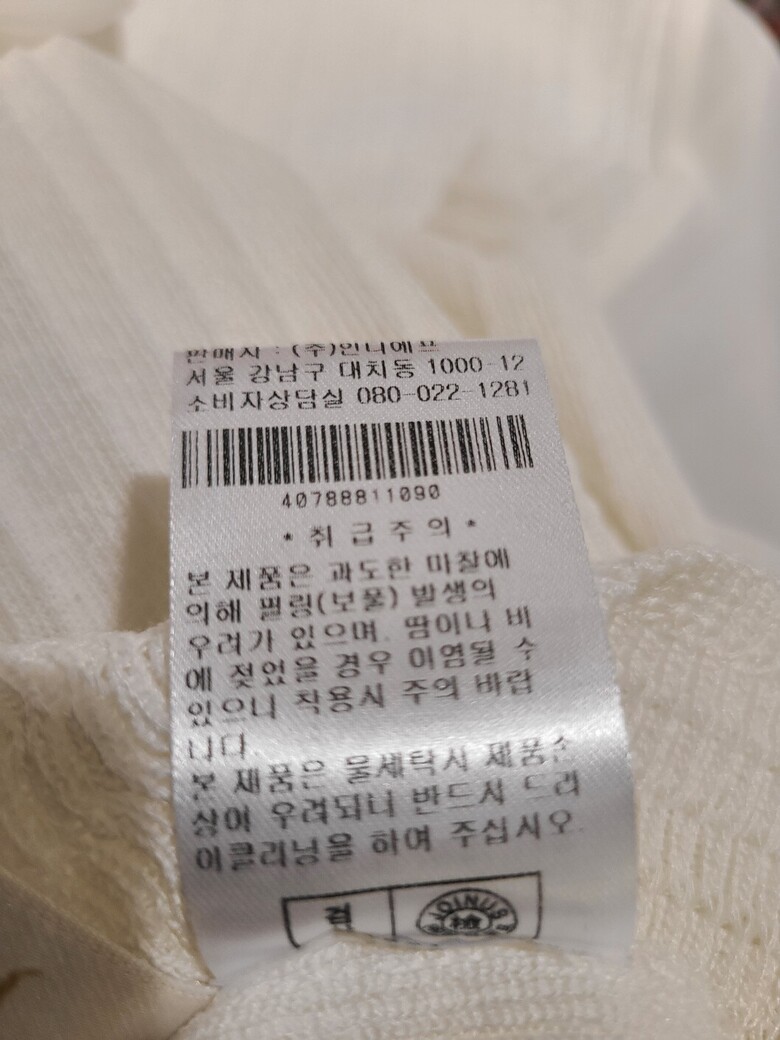 판매자 : (주)인디에프
서울 강남구 대치동 1000-12
소비자상담실 080-022-1281
40788811090
* 취 급 주 의 *
본 제품은 과도한 마찰에
의해 필링(보풀) 발생의
우려가 있으며, 땀이나 비
에 젖었을 경우 이염될 수
있으니 착용시 주의 바랍
니다.
본 제품은 물세탁시 제품손
상이 우려되니 반드시 드라
이클리닝을 하여 주십시오.
검
JOINUS
檢